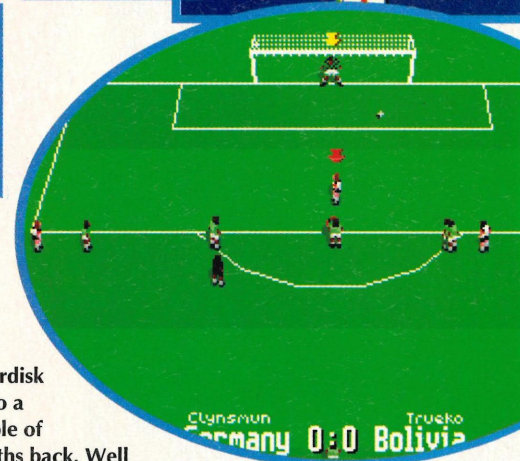 rdisk
o a
le of
ths back. Well
Clynsmun Trueko
Germany 0:0 Bolivia